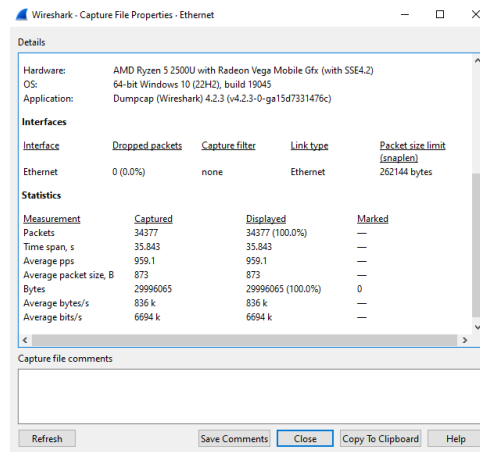 Wireshark - Capture File Properties - Ethernet
Details
Hardware: AMD Ryzen 5 2500U with Radeon Vega Mobile Gfx (with SSE4.2)
OS: 64-bit Windows 10 (22H2), build 19045
Application: Dumpcap (Wireshark) 4.2.3 (v4.2.3-0-ga15d7331476c)
Interfaces
Interface Dropped packets Capture filter Link type Packet size limit
(snaplen)
Ethernet 0 (0.0%) none Ethernet 262144 bytes
Statistics
Measurement Captured Displayed Marked
Packets 34377 34377 (100.0%) —
Time span, s 35.843 35.843 —
Average pps 959.1 959.1 —
Average packet size, B 873 873 —
Bytes 29996065 29996065 (100.0%) 0
Average bytes/s 836 k 836 k —
Average bits/s 6694 k 6694 k —
Capture file comments
Refresh Save Comments Close Copy To Clipboard Help